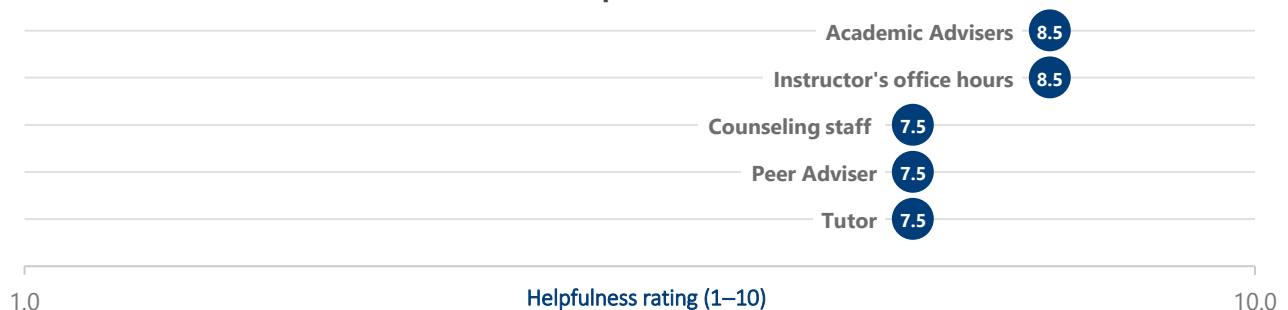 Academic Advisers 8.5
Instructor's office hours 8.5
Counseling staff 7.5
Peer Adviser 7.5
Tutor 7.5
1.0 Helpfulness rating (1–10) 10.0